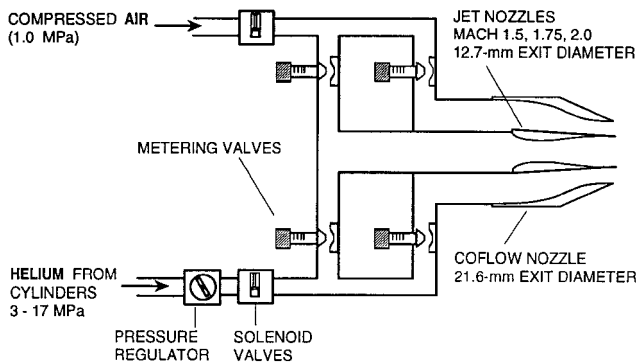 COMPRESSED AIR
(1.0 MPa)
JET NOZZLES
MACH 1.5, 1.75, 2.0
12.7-mm EXIT DIAMETER
METERING VALVES
COFLOW NOZZLE
21.6-mm EXIT DIAMETER
HELIUM FROM
CYLINDERS
3 - 17 MPa
PRESSURE
REGULATOR
SOLENOID
VALVES